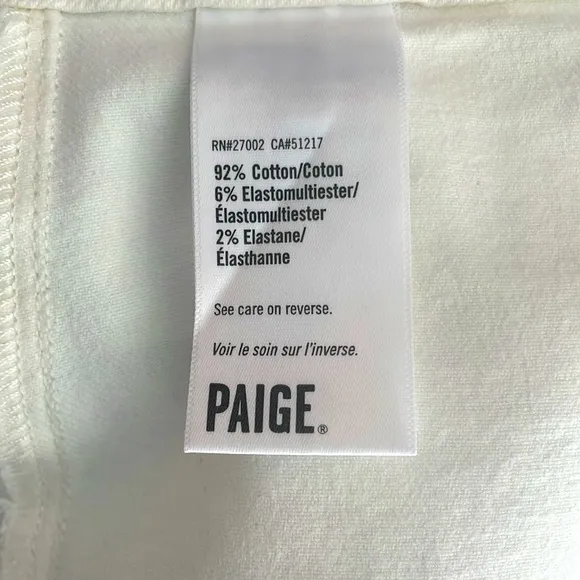 RN#27002 CA#51217
92% Cotton/Coton
6% Elastomultiester/
Élastomultiester
2% Elastane/
Élasthanne
See care on reverse.
Voir le soin sur l'inverse.
PAIGE®